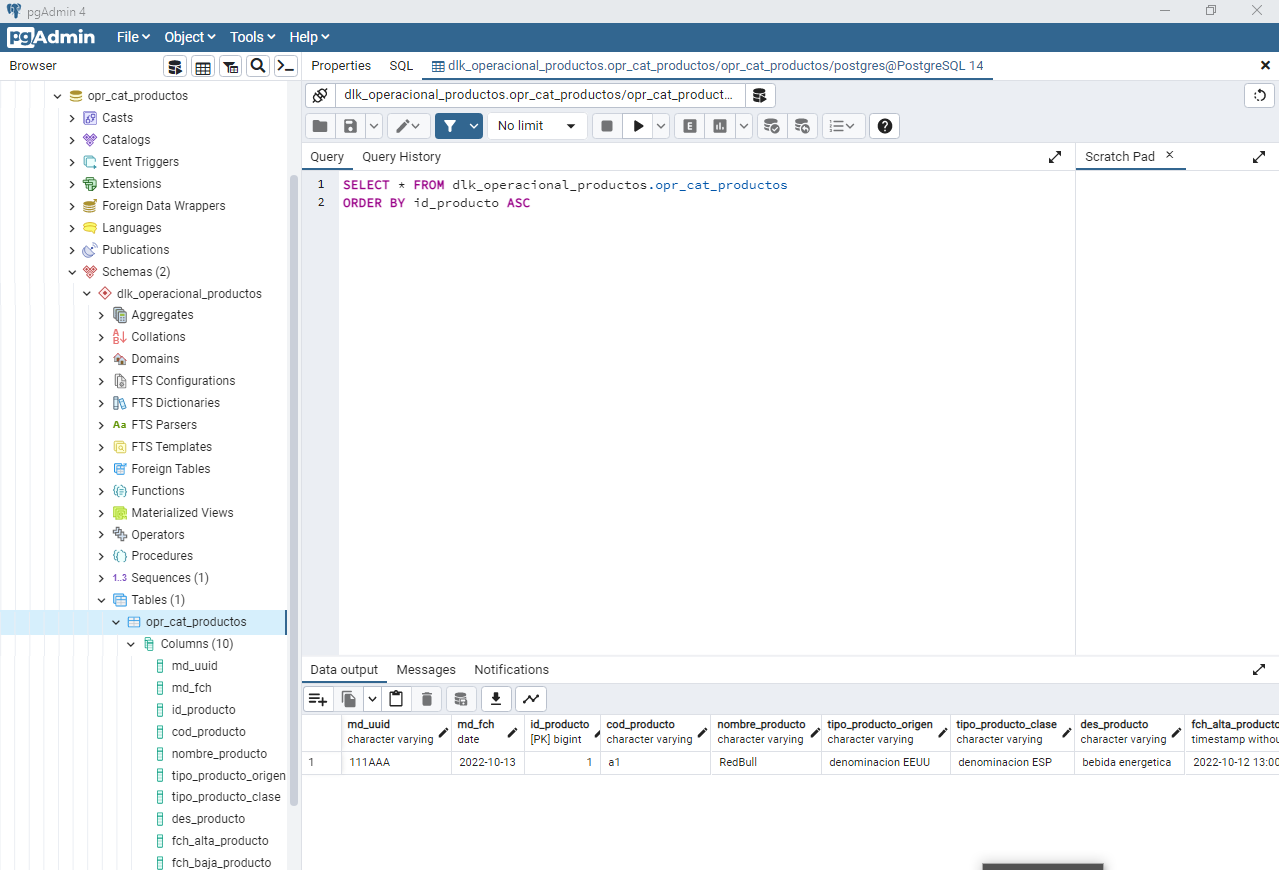 pgAdmin 4
pgAdmin File Object Tools Help
Browser
Properties SQL dlk_operacional_productos.opr_cat_productos/opr_cat_productos/postgres@PostgreSQL 14
opr_cat_productos
Casts
Catalogs
Event Triggers
Extensions
Foreign Data Wrappers
Languages
Publications
Schemas (2)
dlk_operacional_productos
Aggregates
Collations
Domains
FTS Configurations
FTS Dictionaries
Aa FTS Parsers
FTS Templates
Foreign Tables
Functions
Materialized Views
Operators
Procedures
1..3 Sequences (1)
Tables (1)
opr_cat_productos
Columns (10)
md_uuid
md_fch
id_producto
cod_producto
nombre_producto
tipo_producto_origen
tipo_producto_clase
des_producto
fch_alta_producto
fch_baja_producto
dlk_operacional_productos.opr_cat_productos/opr_cat_product...
No limit
E
Query Query History
Scratch Pad
1 SELECT * FROM dlk_operacional_productos.opr_cat_productos
2 ORDER BY id_producto ASC
Data output Messages Notifications
md_uuid md_fch id_producto cod_producto nombre_producto tipo_producto_origen tipo_producto_clase des_producto fch_alta_producto
character varying date [PK] bigint character varying character varying character varying character varying character varying timestamp withou
1 111AAA 2022-10-13 1 a1 RedBull denominacion EEUU denominacion ESP bebida energetica 2022-10-12 13:00